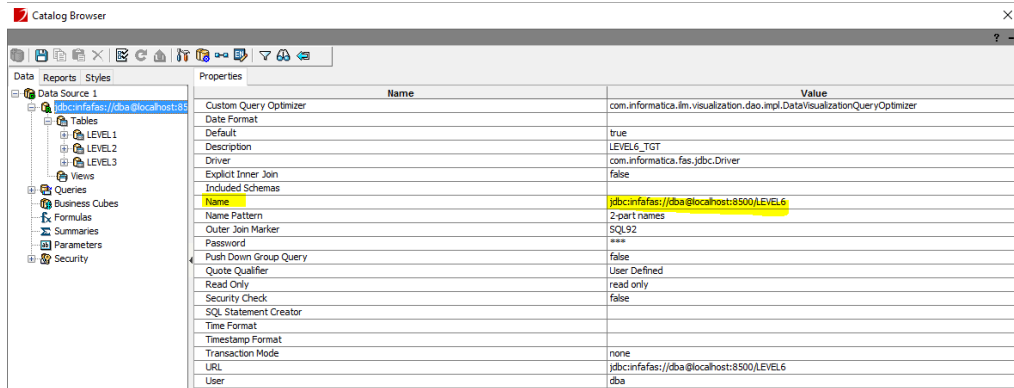 Catalog Browser
Data Reports Styles
Data Source 1
jdbc:infafas://dba@localhost:85
Tables
LEVEL1
LEVEL2
LEVEL3
Views
Queries
Business Cubes
Formulas
Summaries
Parameters
Security
Properties
Name Value
Custom Query Optimizer com.informatica.ilm.visualization.dao.impl.DataVisualizationQueryOptimizer
Date Format
Default true
Description LEVEL6_TGT
Driver com.informatica.fas.jdbc.Driver
Explicit Inner Join false
Included Schemas
Name jdbc:infafas://dba@localhost:8500/LEVEL6
Name Pattern 2-part names
Outer Join Marker SQL92
Password ***
Push Down Group Query false
Quote Qualifier User Defined
Read Only read only
Security Check false
SQL Statement Creator
Time Format
Timestamp Format
Transaction Mode none
URL jdbc:infafas://dba@localhost:8500/LEVEL6
User dba